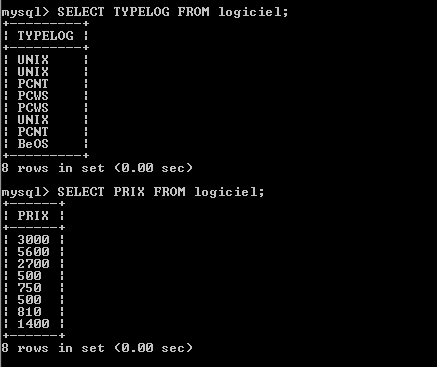 mysql> SELECT TYPELOG FROM logiciel;
+---------+
¦ TYPELOG ¦
+---------+
¦ UNIX    ¦
¦ UNIX    ¦
¦ PCNT    ¦
¦ PCWS    ¦
¦ PCWS    ¦
¦ UNIX    ¦
¦ PCNT    ¦
¦ BeOS    ¦
+---------+
8 rows in set (0.00 sec)
mysql> SELECT PRIX FROM logiciel;
+------+
¦ PRIX ¦
+------+
¦ 3000 ¦
¦ 5600 ¦
¦ 2700 ¦
¦ 500  ¦
¦ 750  ¦
¦ 500  ¦
¦ 810  ¦
¦ 1400 ¦
+------+
8 rows in set (0.00 sec)